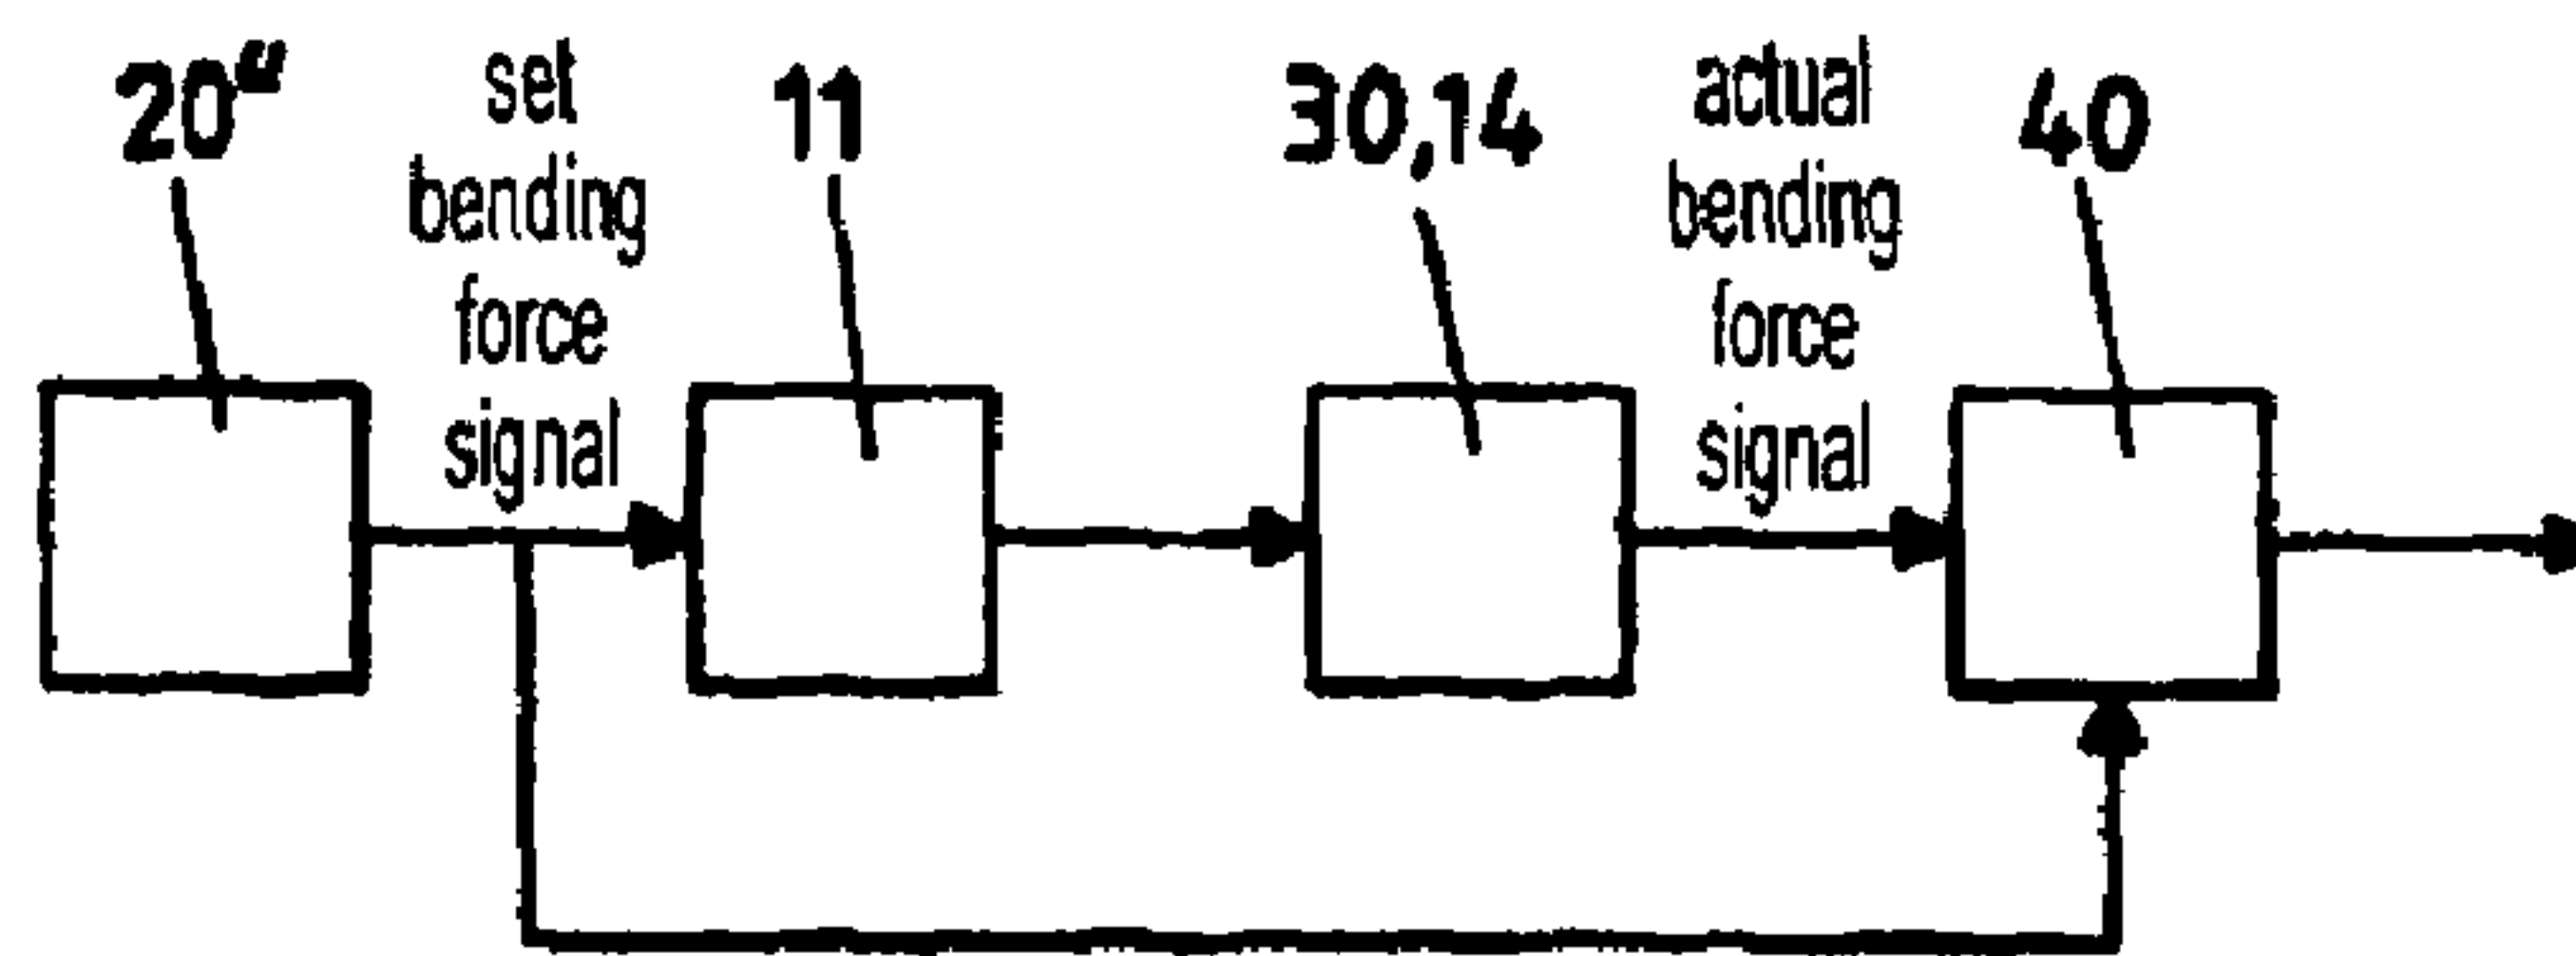 20"
set
bending
force
signal
11
30,14
actual
bending
force
signal
40